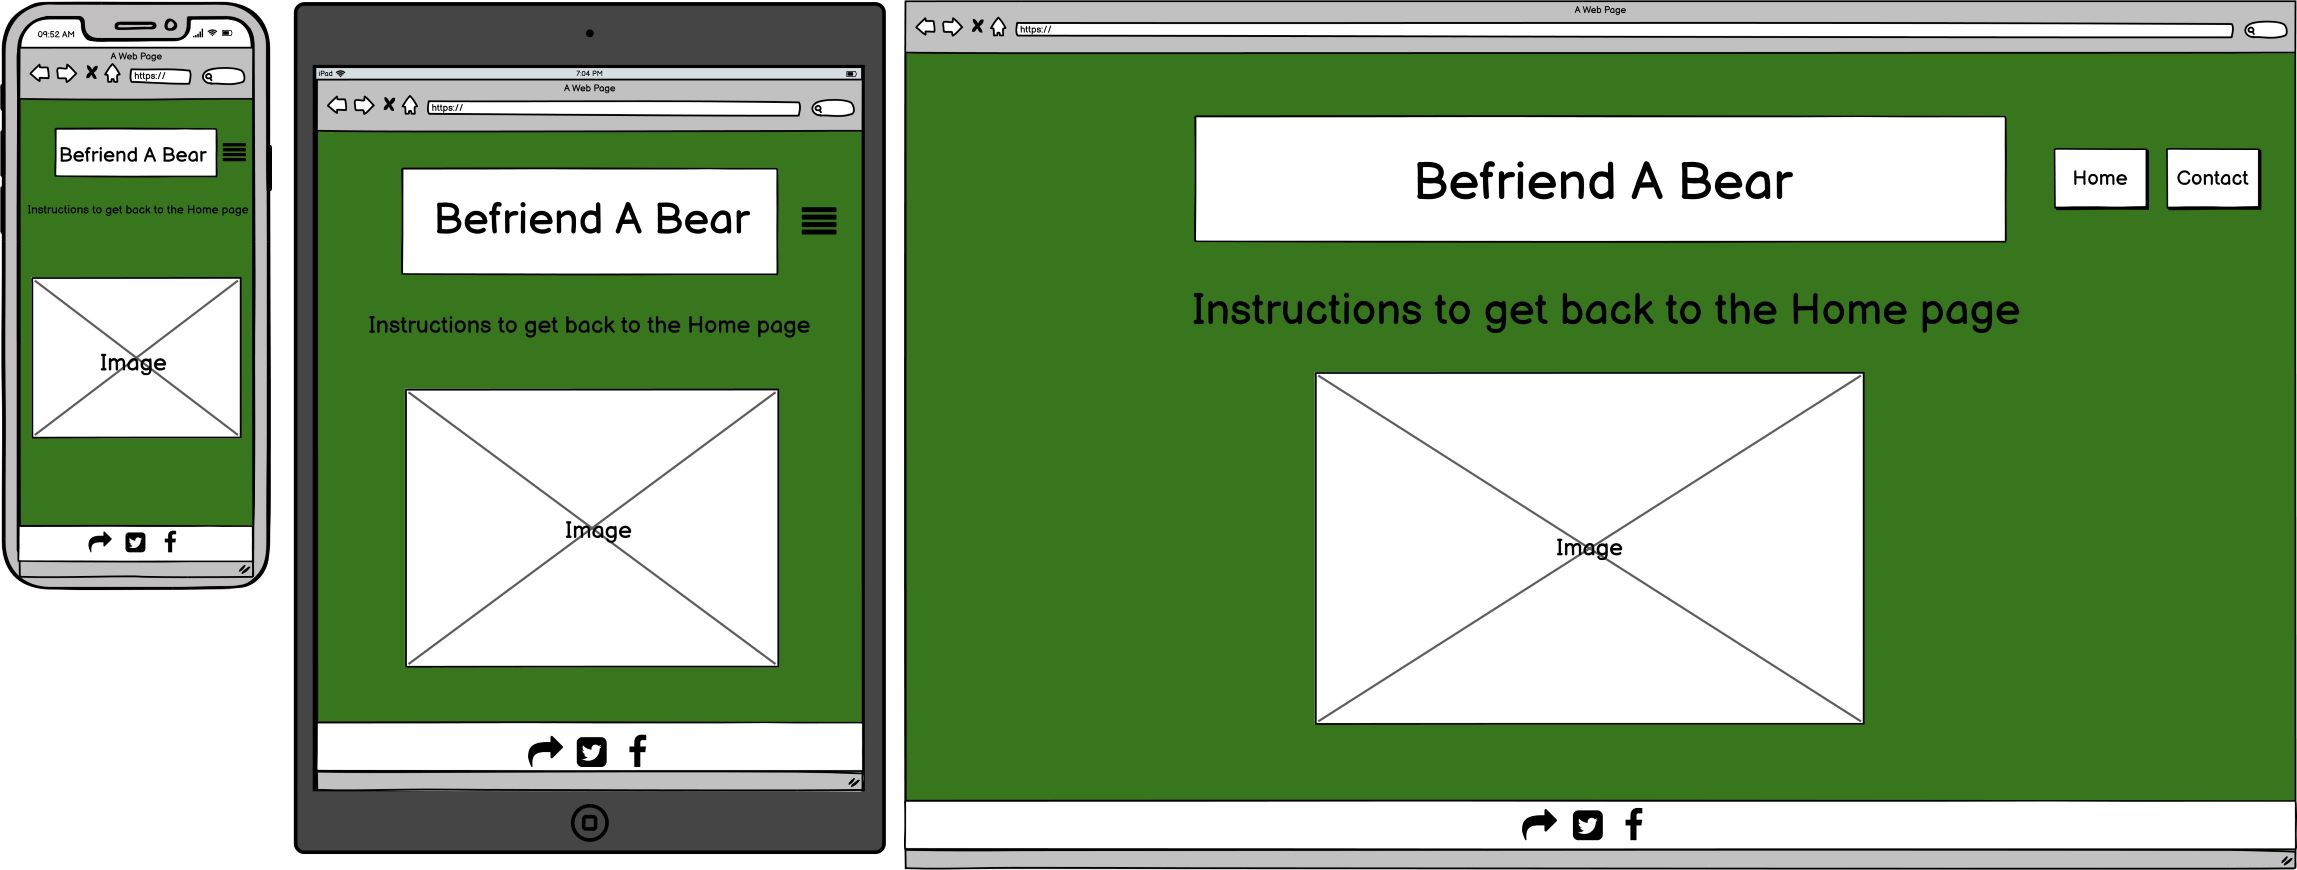 09:52 AM
A Web Page
https://
Befriend A Bear
Instructions to get back to the Home page
Image
iPad
7:04 PM
A Web Page
https://
Befriend A Bear
Instructions to get back to the Home page
Image
A Web Page
https://
Befriend A Bear
Home
Contact
Instructions to get back to the Home page
Image